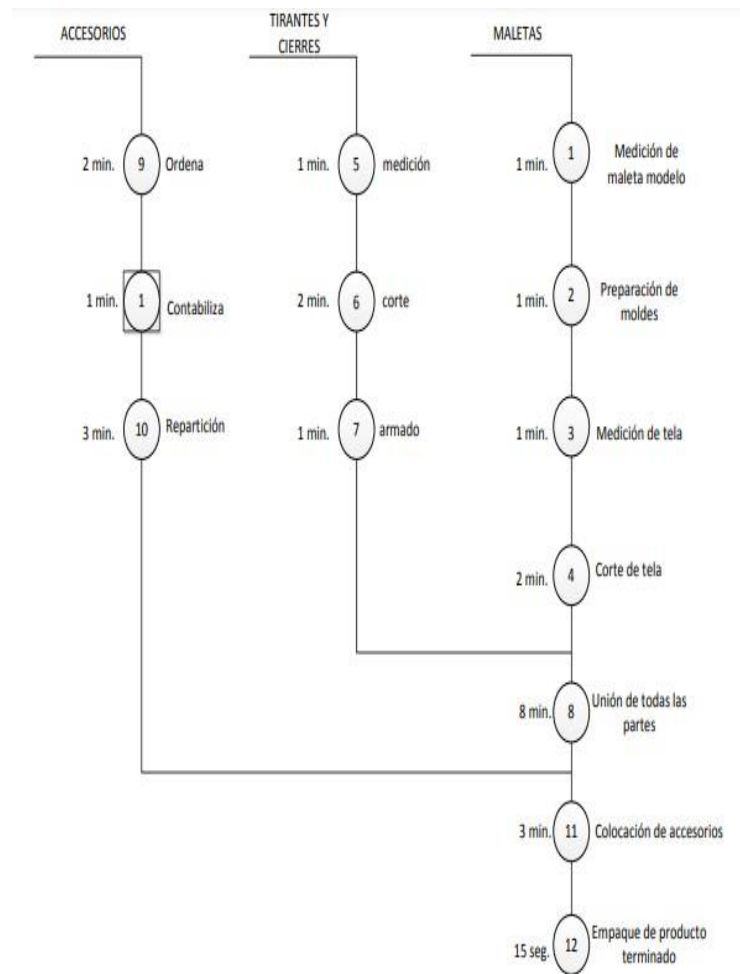 ACCESORIOS
2 min.
9
Ordena
1 min.
1
Contabiliza
3 min.
10
Repartición
TIRANTES Y
CIERRES
1 min.
5
medición
2 min.
6
corte
1 min.
7
armado
MALETAS
1 min.
1
Medición de
maleta modelo
1 min.
2
Preparación de
moldes
1 min.
3
Medición de tela
2 min.
4
Corte de tela
8 min.
8
Unión de todas las
partes
3 min.
11
Colocación de accesorios
15 seg.
12
Empaque de producto
terminado